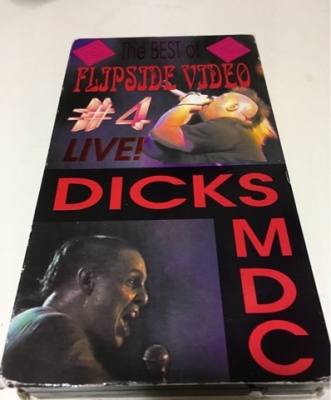 The BEST of
FLIPSIDE VIDEO
#4
LIVE!
DICKS
MDC